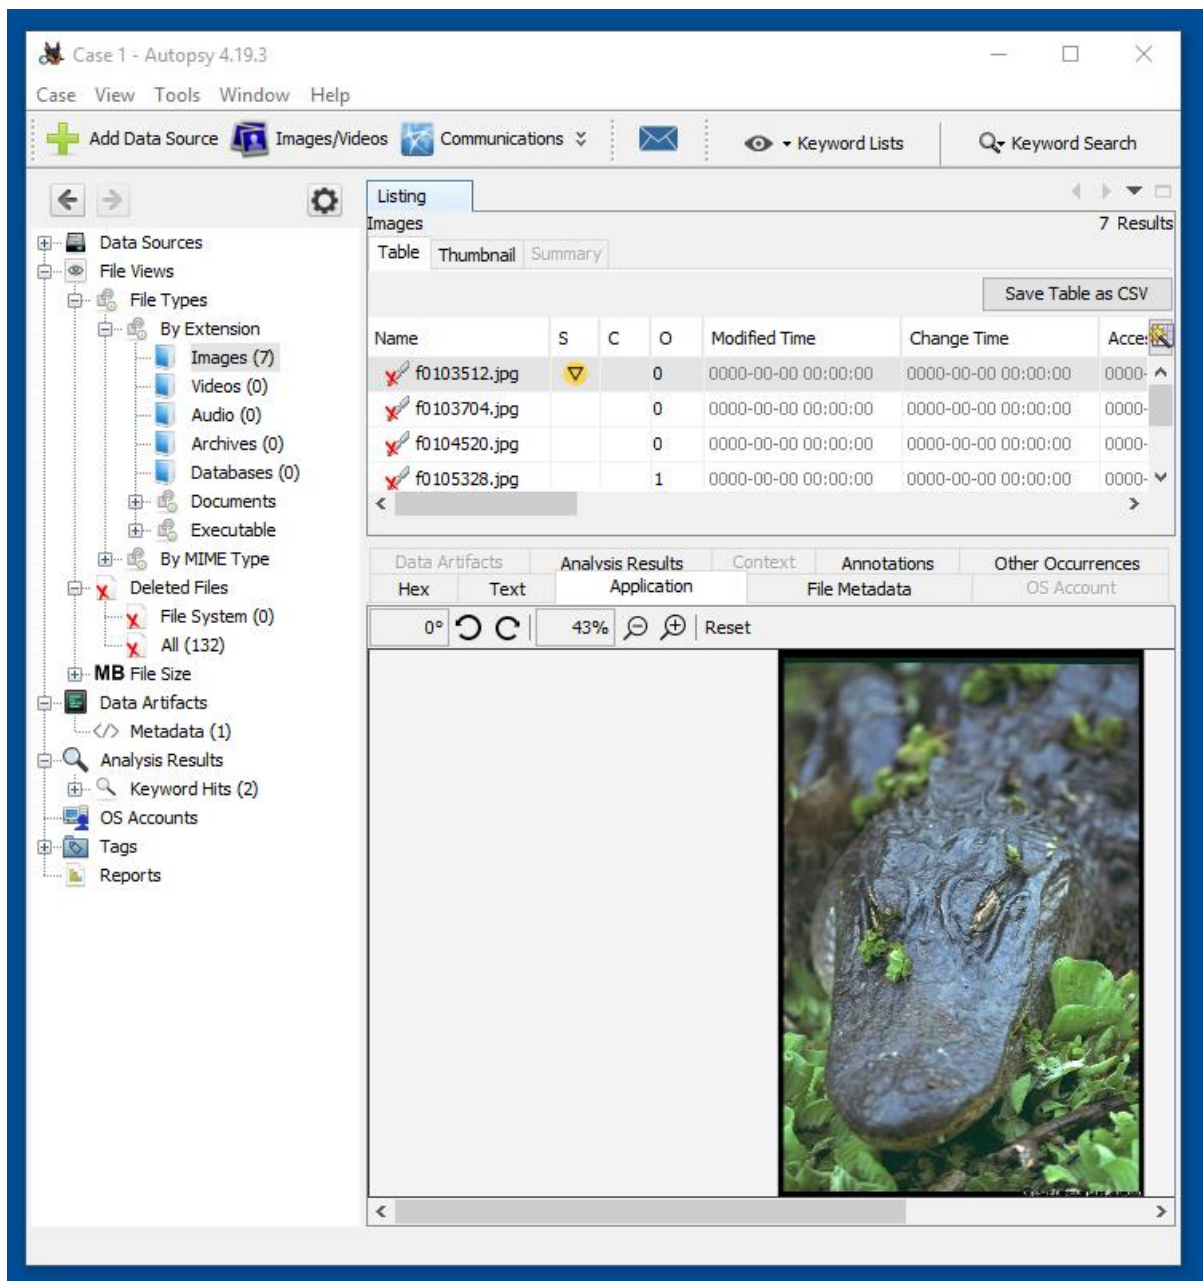 Case 1 - Autopsy 4.19.3
Case View Tools Window Help
Add Data Source Images/Videos Communications Keyword Lists Keyword Search
Data Sources
File Views
File Types
By Extension
Images (7)
Videos (0)
Audio (0)
Archives (0)
Databases (0)
Documents
Executable
By MIME Type
Deleted Files
File System (0)
All (132)
MB File Size
Data Artifacts
Metadata (1)
Analysis Results
Keyword Hits (2)
OS Accounts
Tags
Reports
Listing
Images 7 Results
Table Thumbnail Summary
Save Table as CSV
Name S C O Modified Time Change Time Acce
f0103512.jpg 0 0000-00-00 00:00:00 0000-00-00 00:00:00 0000-
f0103704.jpg 0 0000-00-00 00:00:00 0000-00-00 00:00:00 0000-
f0104520.jpg 0 0000-00-00 00:00:00 0000-00-00 00:00:00 0000-
f0105328.jpg 1 0000-00-00 00:00:00 0000-00-00 00:00:00 0000-
Data Artifacts Analysis Results Context Annotations Other Occurrences
Hex Text Application File Metadata OS Account
0° 43% Reset